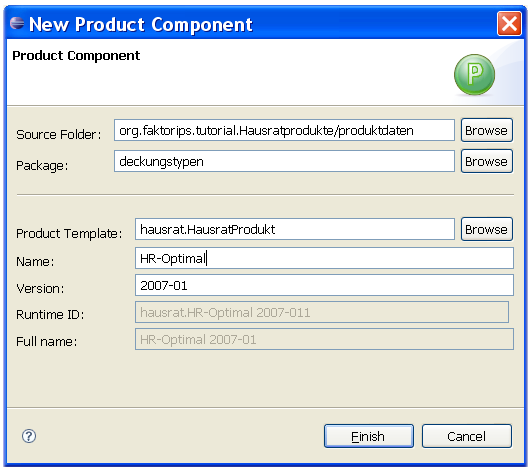 New Product Component
Product Component
P
Source Folder: org.faktorips.tutorial.Hausratprodukte/produktdaten Browse
Package: deckungstypen Browse
Product Template: hausrat.HausratProdukt Browse
Name: HR-Optimal
Version: 2007-01
Runtime ID: hausrat.HR-Optimal 2007-011
Full name: HR-Optimal 2007-01
? Finish Cancel